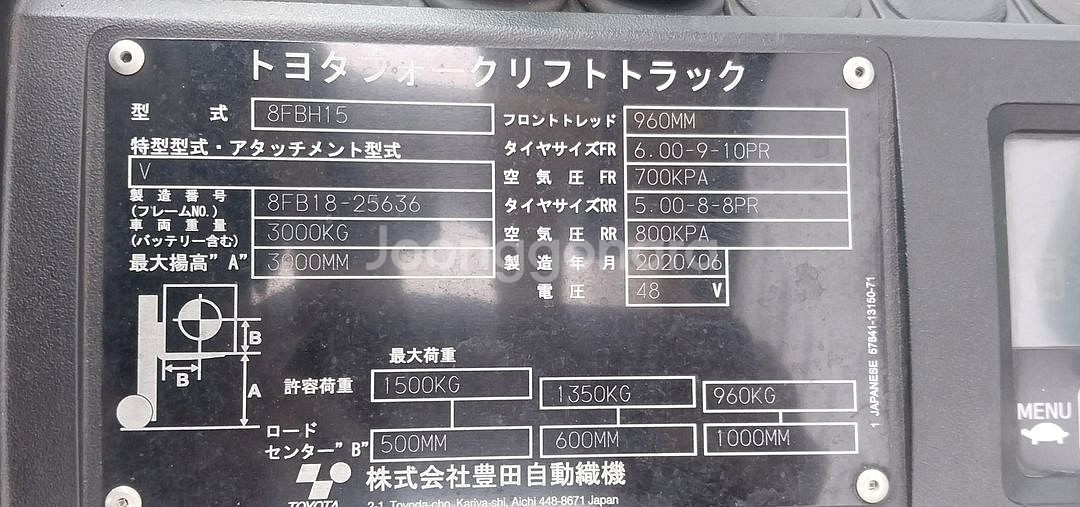 トヨタフォークリフトトラック
型 式 8FBH15
特型型式・アタッチメント型式
V
製造番号 (フレームNO.) 8FB18-25636
車両重量 (バッテリー含む) 3000KG
最大揚高"A" 3000MM
フロントトレッド 960MM
タイヤサイズFR 6.00-9-10PR
空気圧 FR 700KPA
タイヤサイズRR 5.00-8-8PR
空気圧 RR 800KPA
製造年月 2020/06
電圧 48 V
B
B
A
最大荷重
許容荷重 1500KG 1350KG 960KG
ロード
センター"B" 500MM 600MM 1000MM
TOYOTA
株式会社豊田自動織機
2-1, Toyoda-cho, Kariya-shi, Aichi 448-8671 Japan
1 JAPANESE 57841-13150-71
MENU